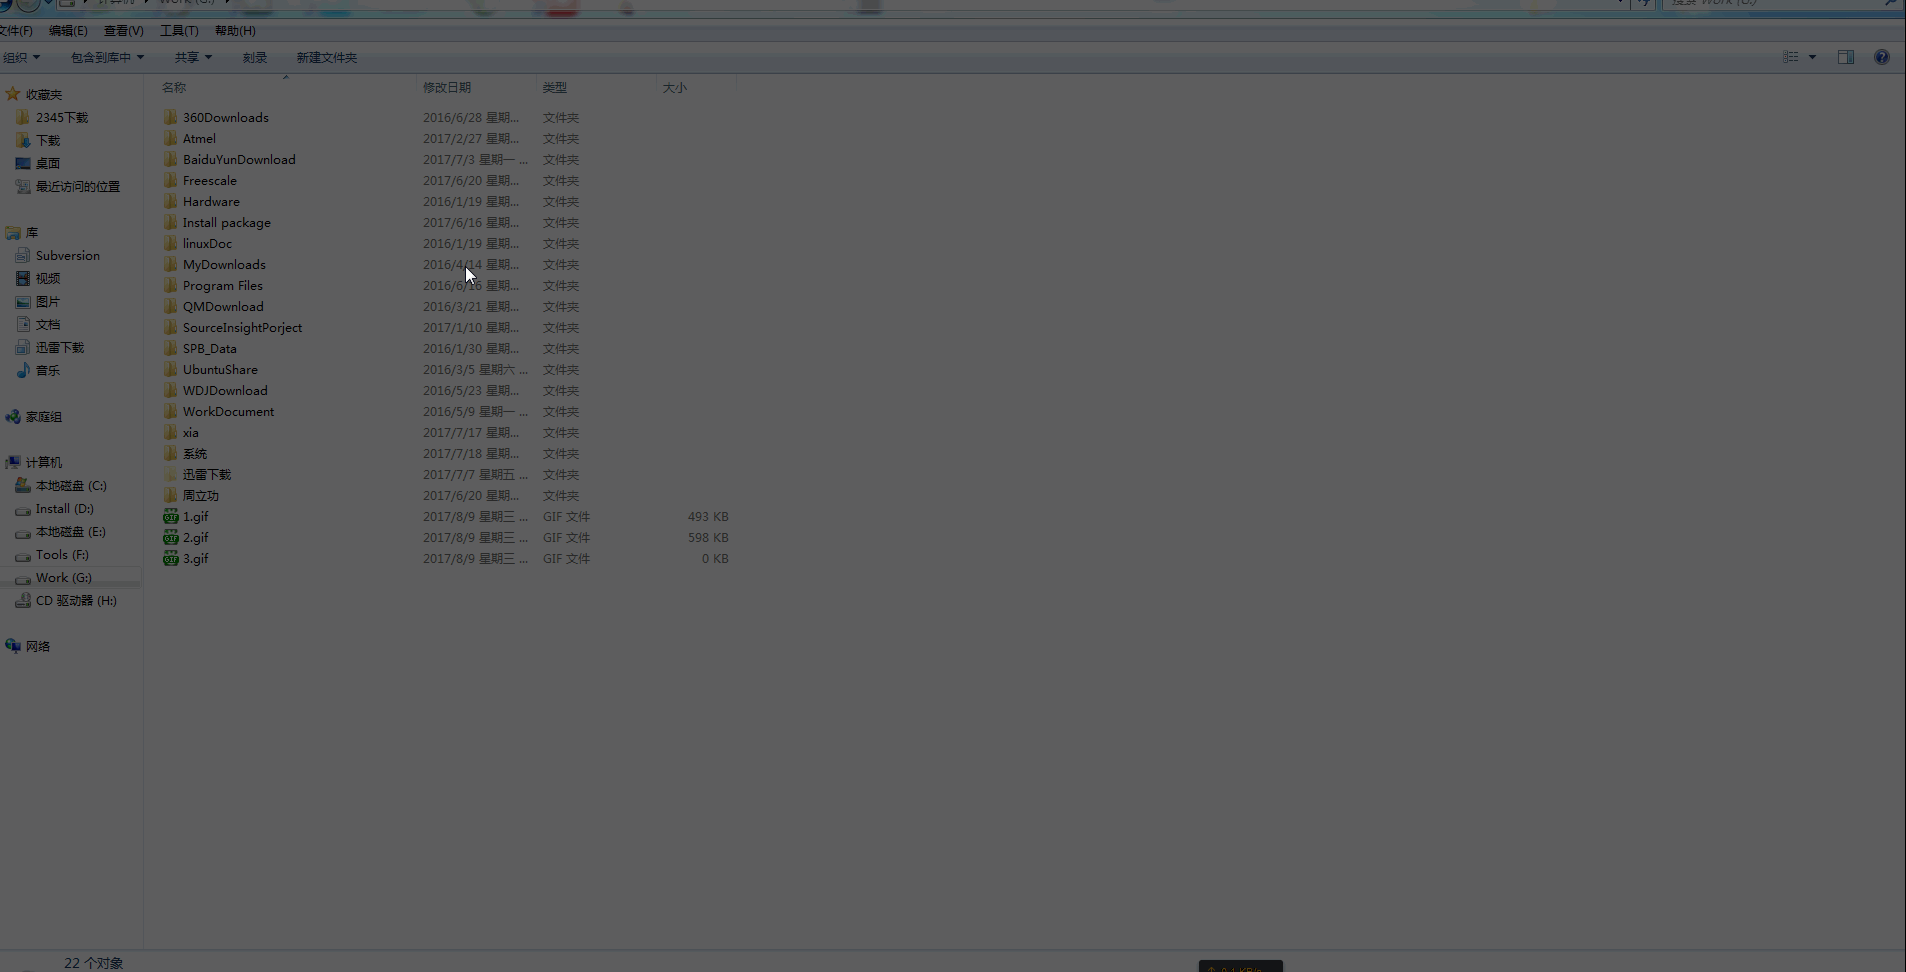 计算机 Work (G:)
搜索 Work (G:)
文件(F) 编辑(E) 查看(V) 工具(T) 帮助(H)
组织 包含到库中 共享 刻录 新建文件夹
名称 修改日期 类型 大小
收藏夹
2345下载
下载
桌面
最近访问的位置
库
Subversion
视频
图片
文档
迅雷下载
音乐
家庭组
计算机
本地磁盘 (C:)
Install (D:)
本地磁盘 (E:)
Tools (F:)
Work (G:)
CD 驱动器 (H:)
网络
360Downloads 2016/6/28 星期... 文件夹
Atmel 2017/2/27 星期... 文件夹
BaiduYunDownload 2017/7/3 星期一 ... 文件夹
Freescale 2017/6/20 星期... 文件夹
Hardware 2016/1/19 星期... 文件夹
Install package 2017/6/16 星期... 文件夹
linuxDoc 2016/1/19 星期... 文件夹
MyDownloads 2016/4/14 星期... 文件夹
Program Files 2016/6/16 星期... 文件夹
QMDownload 2016/3/21 星期... 文件夹
SourceInsightPorject 2017/1/10 星期... 文件夹
SPB_Data 2016/1/30 星期... 文件夹
UbuntuShare 2016/3/5 星期六 ... 文件夹
WDJDownload 2016/5/23 星期... 文件夹
WorkDocument 2016/5/9 星期一 ... 文件夹
xia 2017/7/17 星期... 文件夹
系统 2017/7/18 星期... 文件夹
迅雷下载 2017/7/7 星期五 ... 文件夹
周立功 2017/6/20 星期... 文件夹
1.gif 2017/8/9 星期三 ... GIF 文件 493 KB
2.gif 2017/8/9 星期三 ... GIF 文件 598 KB
3.gif 2017/8/9 星期三 ... GIF 文件 0 KB
22 个对象